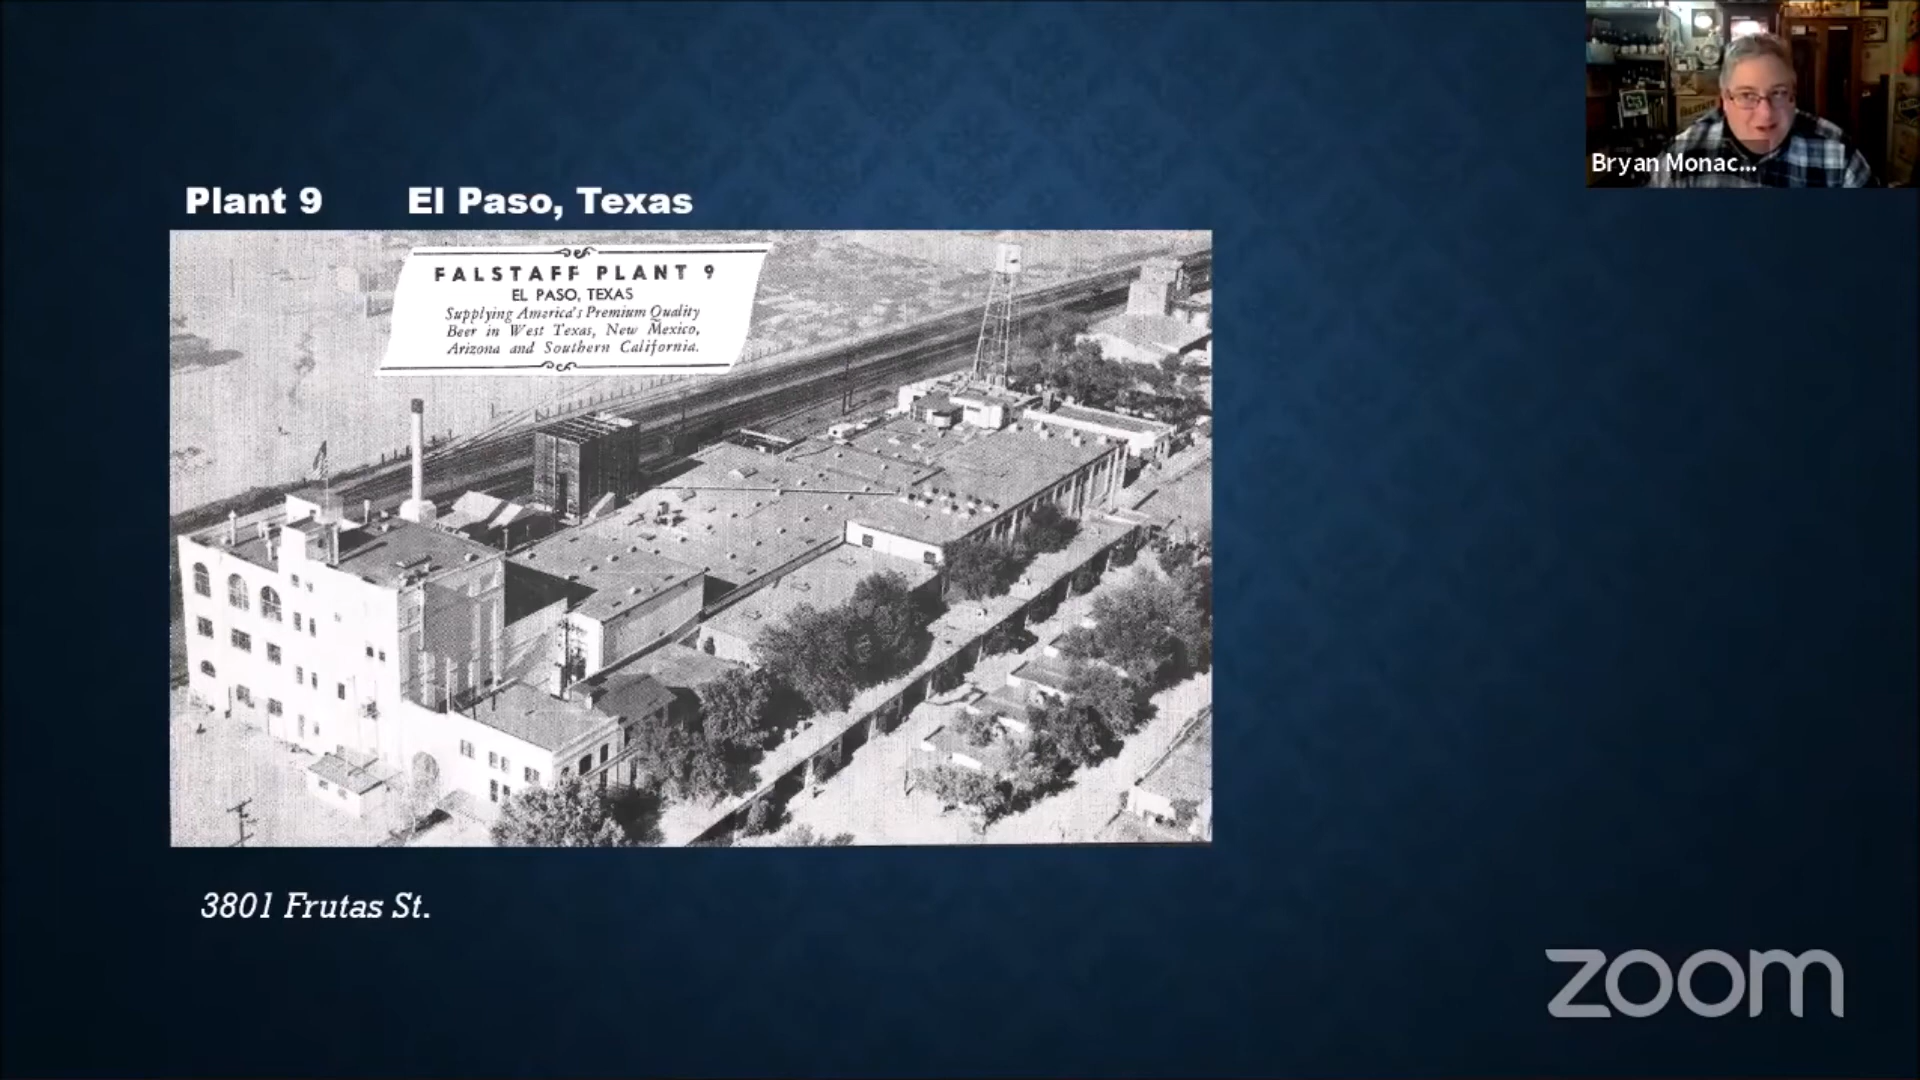 Bryan Monac...
Plant 9 El Paso, Texas
FALSTAFF PLANT 9
EL PASO, TEXAS
Supplying America's Premium Quality
Beer in West Texas, New Mexico,
Arizona and Southern California.
3801 Frutas St.
zoom